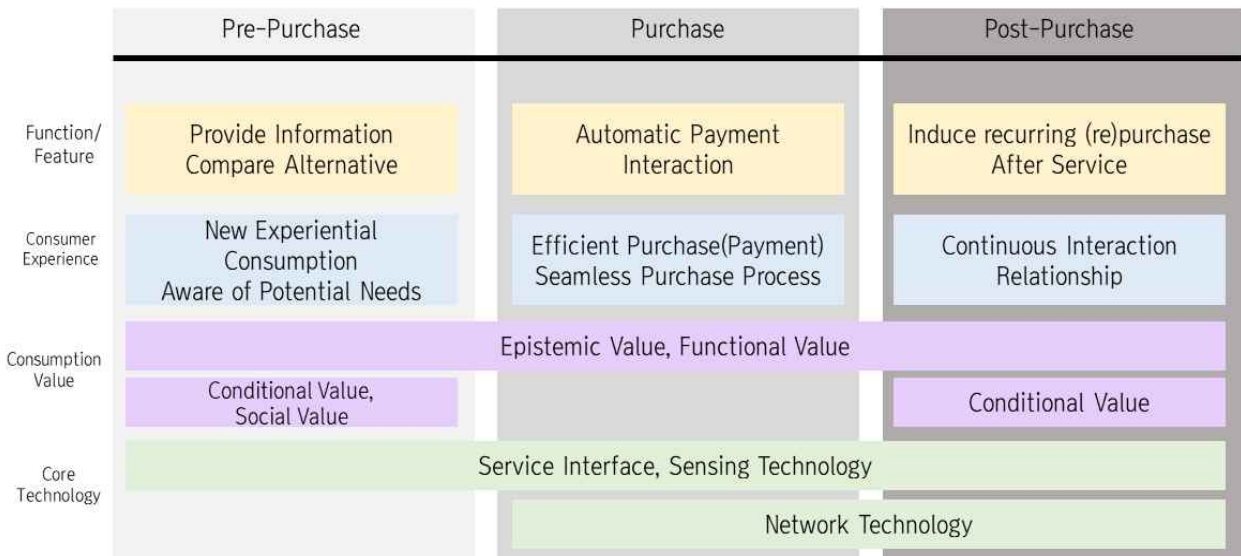 Pre-Purchase
Purchase
Post-Purchase
Function/
Feature
Provide Information
Compare Alternative
Automatic Payment
Interaction
Induce recurring (re)purchase
After Service
Consumer
Experience
New Experiential
Consumption
Aware of Potential Needs
Efficient Purchase(Payment)
Seamless Purchase Process
Continuous Interaction
Relationship
Consumption
Value
Epistemic Value, Functional Value
Conditional Value,
Social Value
Conditional Value
Core
Technology
Service Interface, Sensing Technology
Network Technology